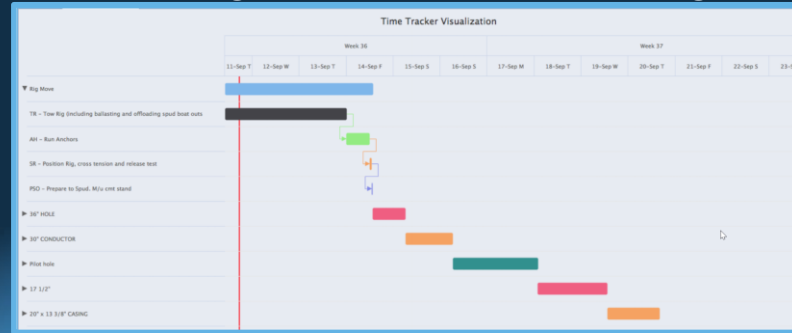 Time Tracker Visualization
Week 36 Week 37
11-Sep T 12-Sep W 13-Sep T 14-Sep F 15-Sep S 16-Sep S 17-Sep M 18-Sep T 19-Sep W 20-Sep T 21-Sep F 22-Sep S 23-S
Rig Move
TR - Tow Rig (including ballasting and offloading spud boat outs
AH - Run Anchors
SR - Position Rig, cross tension and release test
PSO - Prepare to Spud. M/u cmt stand
36" HOLE
30" CONDUCTOR
Pilot hole
17 1/2"
20" x 13 3/8" CASING